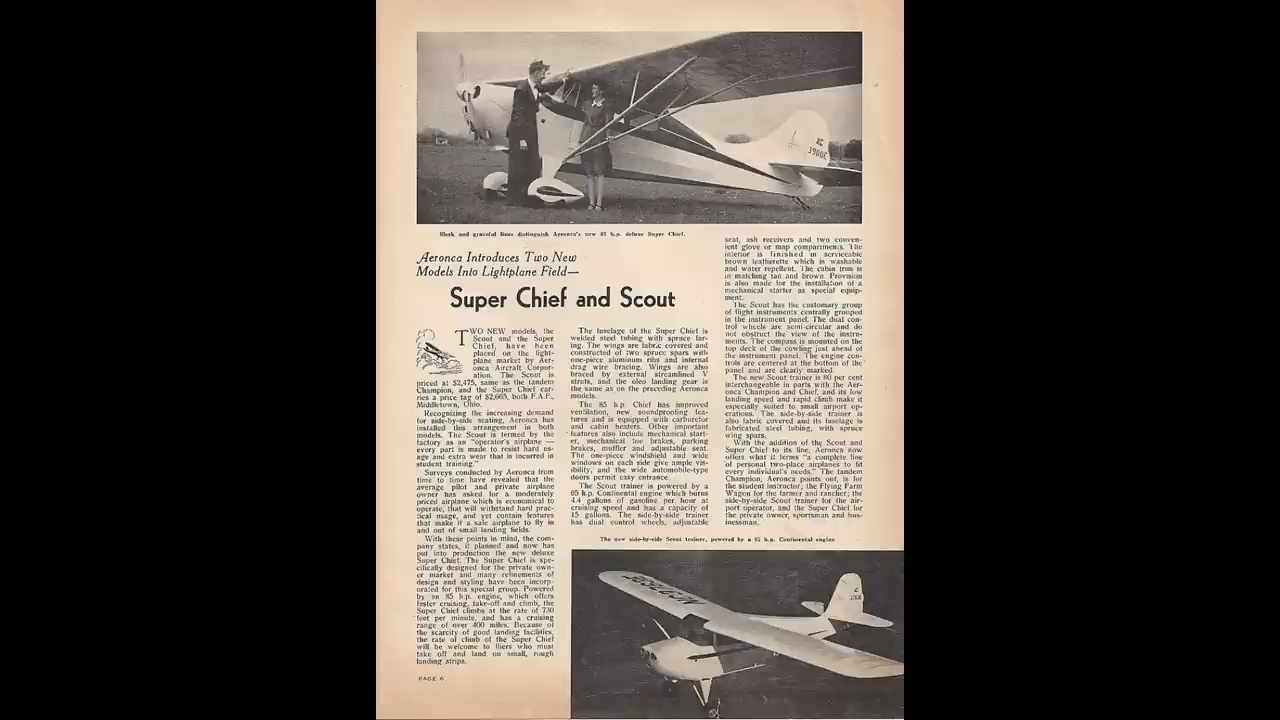 3980E
Sleek and graceful lines distinguish Aeronca's new 85 h.p. deluxe Super Chief.
Aeronca Introduces Two New
Models Into Lightplane Field—
Super Chief and Scout
TWO NEW models, the
Scout and the Super
Chief, have been
placed on the light-
plane market by Aer-
onca Aircraft Corpor-
ation. The Scout is
priced at $2,475, same as the tandem
Champion, and the Super Chief car-
ries a price tag of $2,665, both F.A.F.,
Middletown, Ohio.
Recognizing the increasing demand
for side-by-side seating, Aeronca has
installed this arrangement in both
models. The Scout is termed by the
factory as an "operator's airplane —
every part is made to resist hard us-
age and extra wear that is incurred in
student training."
Surveys conducted by Aeronca from
time to time have revealed that the
average pilot and private airplane
owner has asked for a moderately
priced airplane which is economical to
operate, that will withstand hard prac-
tical usage, and yet contain features
that make it a safe airplane to fly in
and out of small landing fields.
With these points in mind, the com-
pany states, it planned and now has
put into production the new deluxe
Super Chief. The Super Chief is spe-
cifically designed for the private own-
er market and many refinements of
design and styling have been incorp-
orated for this special group. Powered
by an 85 h.p. engine, which offers
faster cruising, take-off and climb, the
Super Chief climbs at the rate of 730
feet per minute, and has a cruising
range of over 400 miles. Because of
the scarcity of good landing facilities,
the rate of climb of the Super Chief
will be welcome to fliers who must
take off and land on small, rough
landing strips.
The fuselage of the Super Chief is
welded steel tubing with spruce far-
ing. The wings are fabric covered and
constructed of two spruce spars with
one-piece aluminum ribs and internal
drag wire bracing. Wings are also
braced by external streamlined V
struts, and the oleo landing gear is
the same as on the preceding Aeronca
models.
The 85 h.p. Chief has improved
ventilation, new soundproofing fea-
tures and is equipped with carburetor
and cabin heaters. Other important
features also include mechanical start-
er, mechanical toe brakes, parking
brakes, muffler and adjustable seat.
The one-piece windshield and wide
windows on each side give ample vis-
ibility, and the wide automobile-type
doors permit easy entrance.
The Scout trainer is powered by a
65 h.p. Continental engine which burns
4.4 gallons of gasoline per hour at
cruising speed and has a capacity of
15 gallons. The side-by-side trainer
has dual control wheels, adjustable
seat, ash receivers and two conven-
ient glove or map compartments. The
interior is finished in serviceable
brown leatherette which is washable
and water repellent. The cabin trim is
in matching tan and brown. Provision
is also made for the installation of a
mechanical starter as special equip-
ment.
The Scout has the customary group
of flight instruments centrally grouped
in the instrument panel. The dual con-
trol wheels are semi-circular and do
not obstruct the view of the instru-
ments. The compass is mounted on the
top deck of the cowling just ahead of
the instrument panel. The engine con-
trols are centered at the bottom of the
panel and are clearly marked.
The new Scout trainer is 80 per cent
interchangeable in parts with the Aer-
onca Champion and Chief, and its low
landing speed and rapid climb make it
especially suited to small airport op-
erations. The side-by-side trainer is
also fabric covered and its fuselage is
fabricated steel tubing, with spruce
wing spars.
With the addition of the Scout and
Super Chief to its line, Aeronca now
offers what it terms "a complete line
of personal two-place airplanes to fit
every individual's needs." The tandem
Champion, Aeronca points out, is for
the student instructor; the Flying Farm
Wagon for the farmer and rancher; the
side-by-side Scout trainer for the air-
port operator, and the Super Chief for
the private owner, sportsman and bus-
inessman.
The new side-by-side Scout trainer, powered by a 65 h.p. Continental engine
PAGE 6